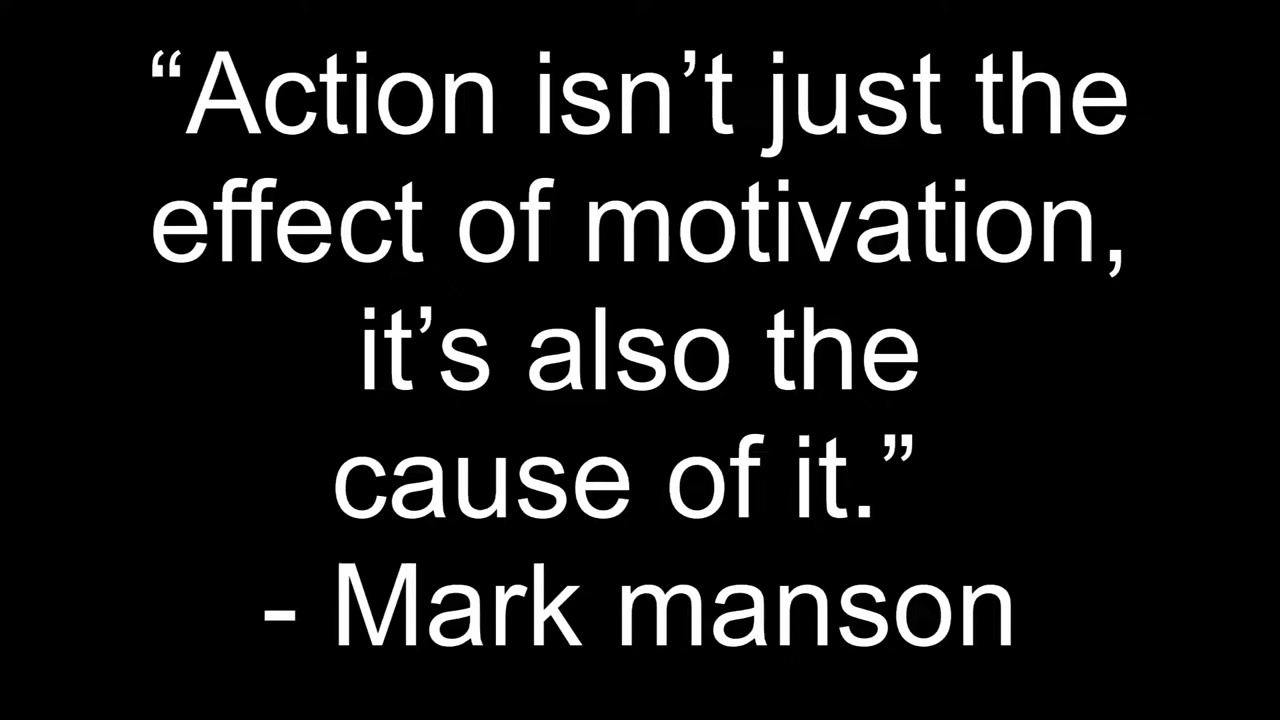 “Action isn’t just the
effect of motivation,
it’s also the
cause of it.”
- Mark manson